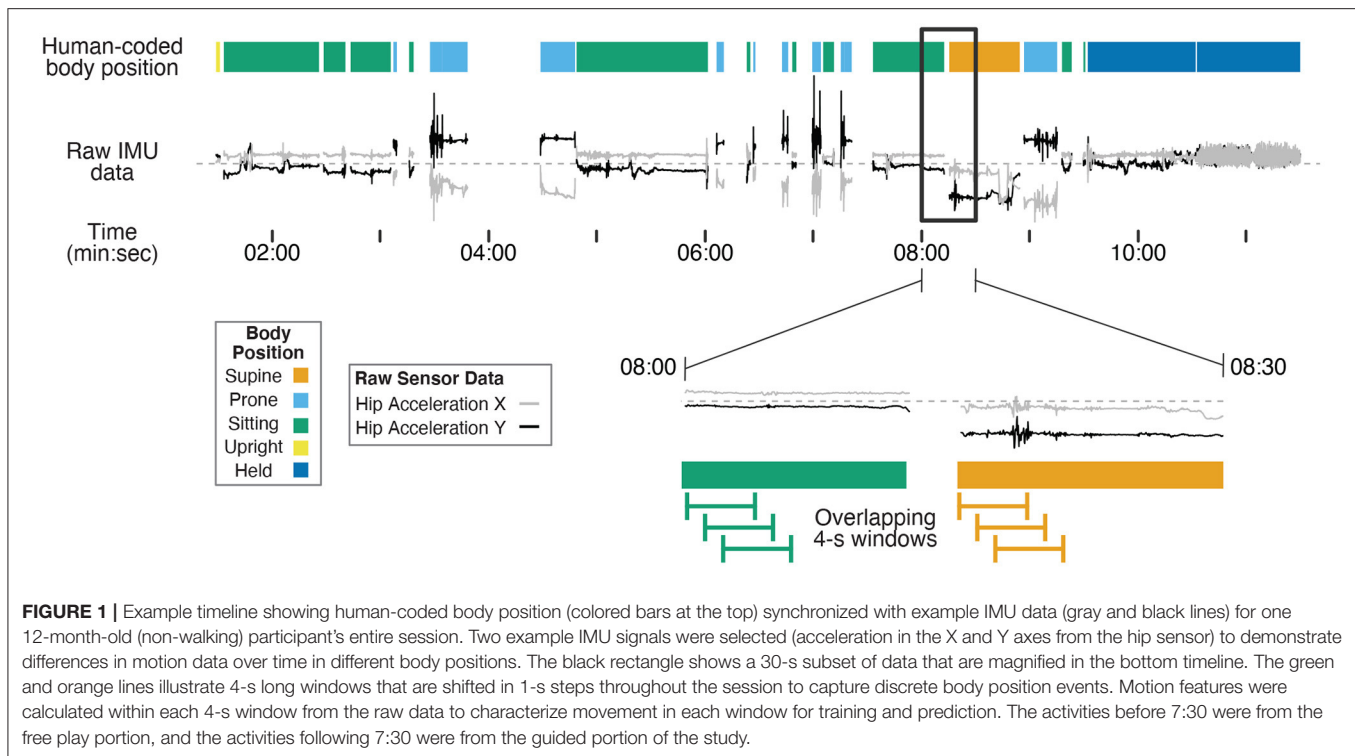 Human-coded
body position
Raw IMU
data
Time
(min:sec)
02:00 04:00 06:00 08:00 10:00
08:00 08:30
Body
Position
Supine
Prone
Sitting
Upright
Held
Raw Sensor Data
Hip Acceleration X
Hip Acceleration Y
Overlapping
4-s windows
FIGURE 1 | Example timeline showing human-coded body position (colored bars at the top) synchronized with example IMU data (gray and black lines) for one
12-month-old (non-walking) participant's entire session. Two example IMU signals were selected (acceleration in the X and Y axes from the hip sensor) to demonstrate
differences in motion data over time in different body positions. The black rectangle shows a 30-s subset of data that are magnified in the bottom timeline. The green
and orange lines illustrate 4-s long windows that are shifted in 1-s steps throughout the session to capture discrete body position events. Motion features were
calculated within each 4-s window from the raw data to characterize movement in each window for training and prediction. The activities before 7:30 were from the
free play portion, and the activities following 7:30 were from the guided portion of the study.